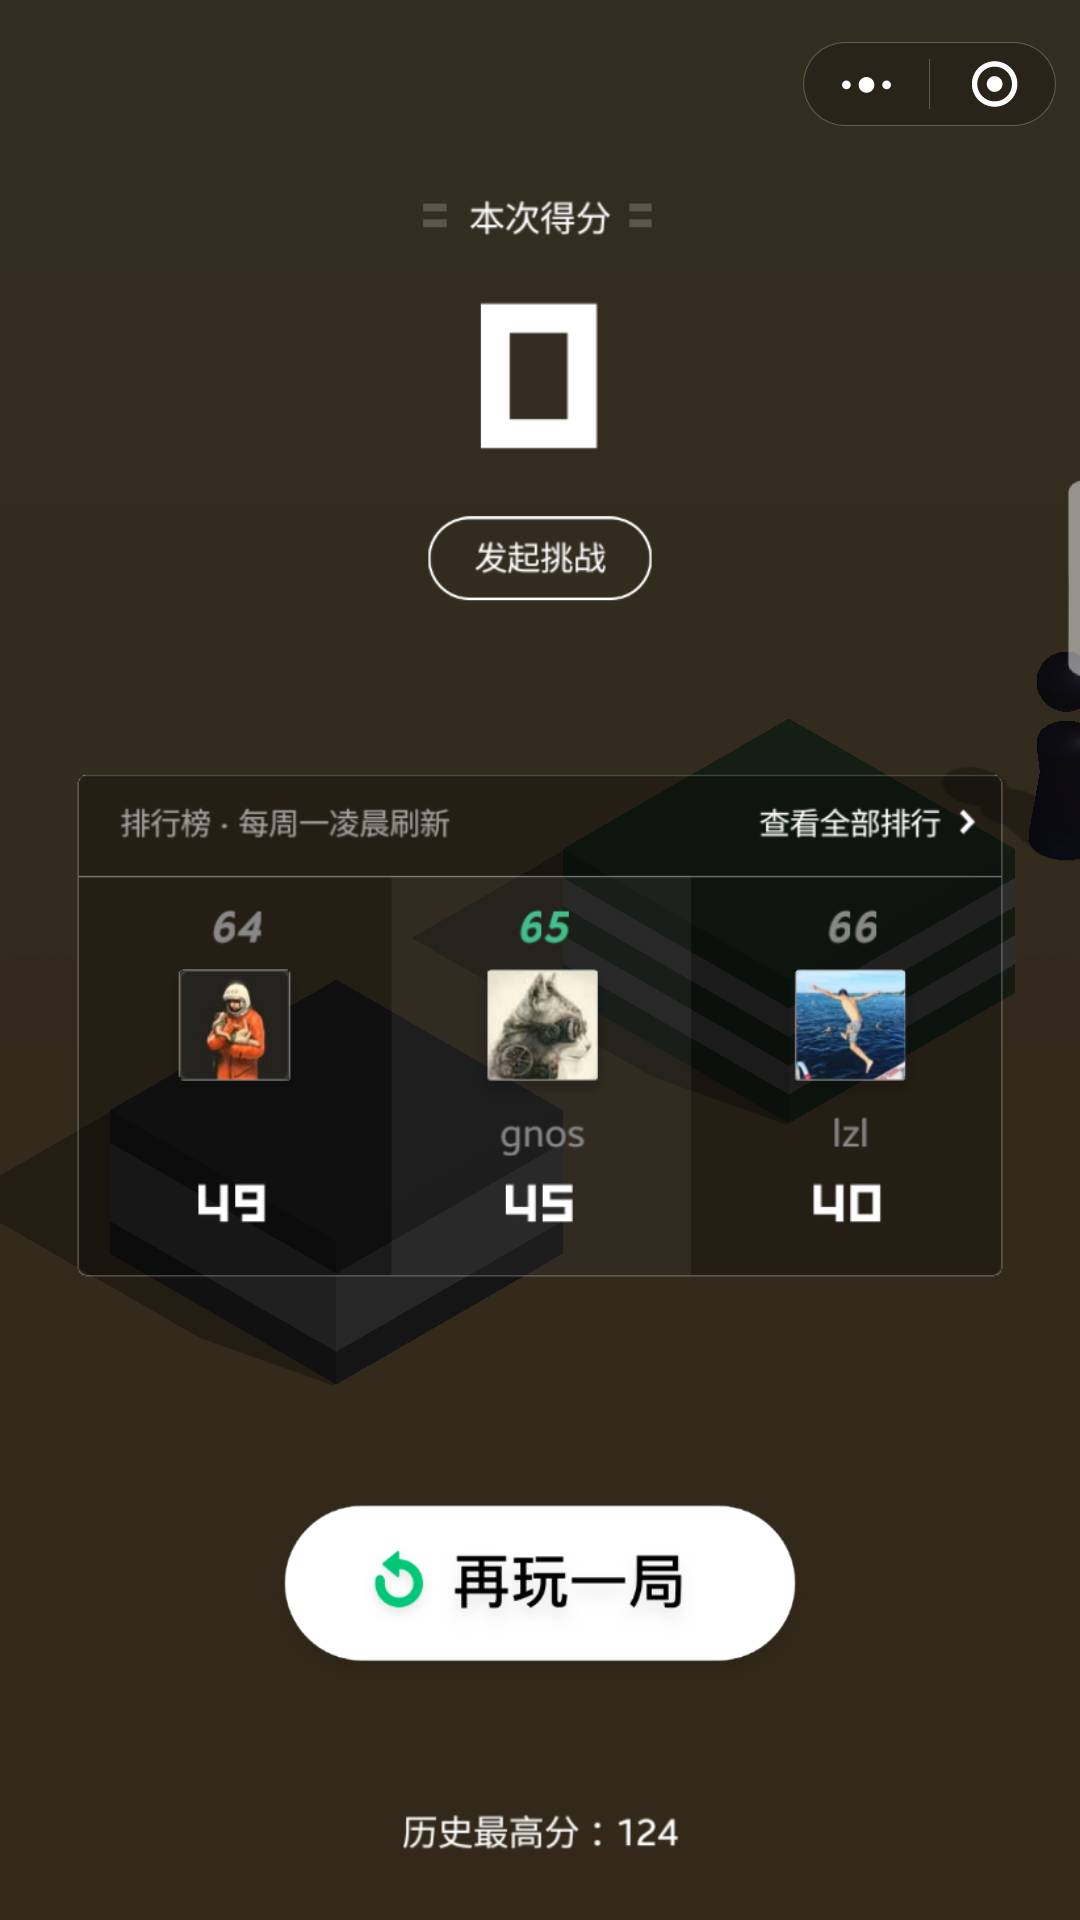 本次得分
0
发起挑战
排行榜 · 每周一凌晨刷新 查看全部排行
64 65 66
gnos lzl
49 45 40
再玩一局
历史最高分：124